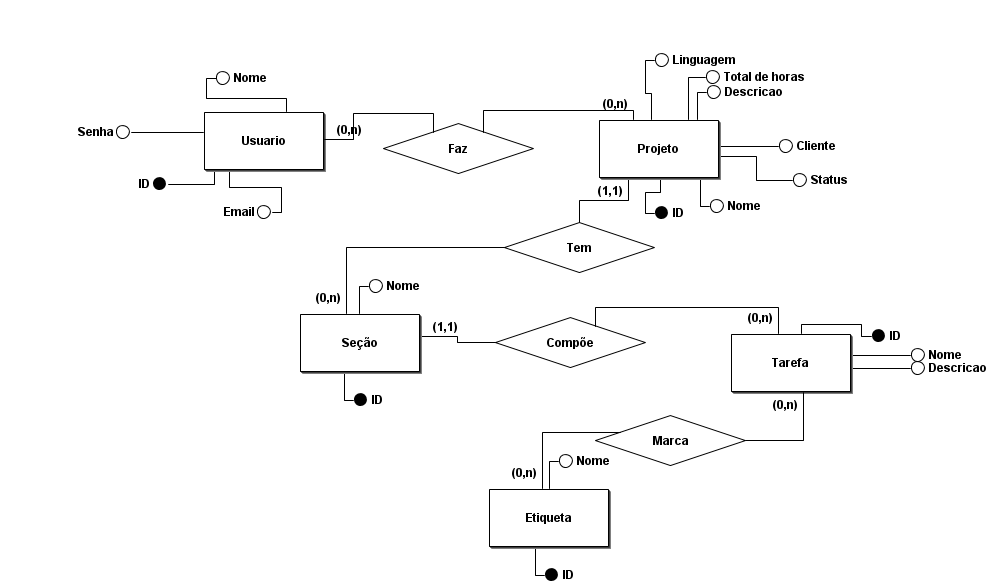 Linguagem
Nome
Total de horas
Descricao
(0,n)
(0,n)
Senha
Usuario
Faz
Projeto
Cliente
ID
Status
(1,1)
Email
ID
Nome
Tem
Nome
(0,n)
(1,1)
(0,n)
ID
Seção
Compõe
Tarefa
Nome
Descricao
ID
(0,n)
Marca
Nome
(0,n)
Etiqueta
ID